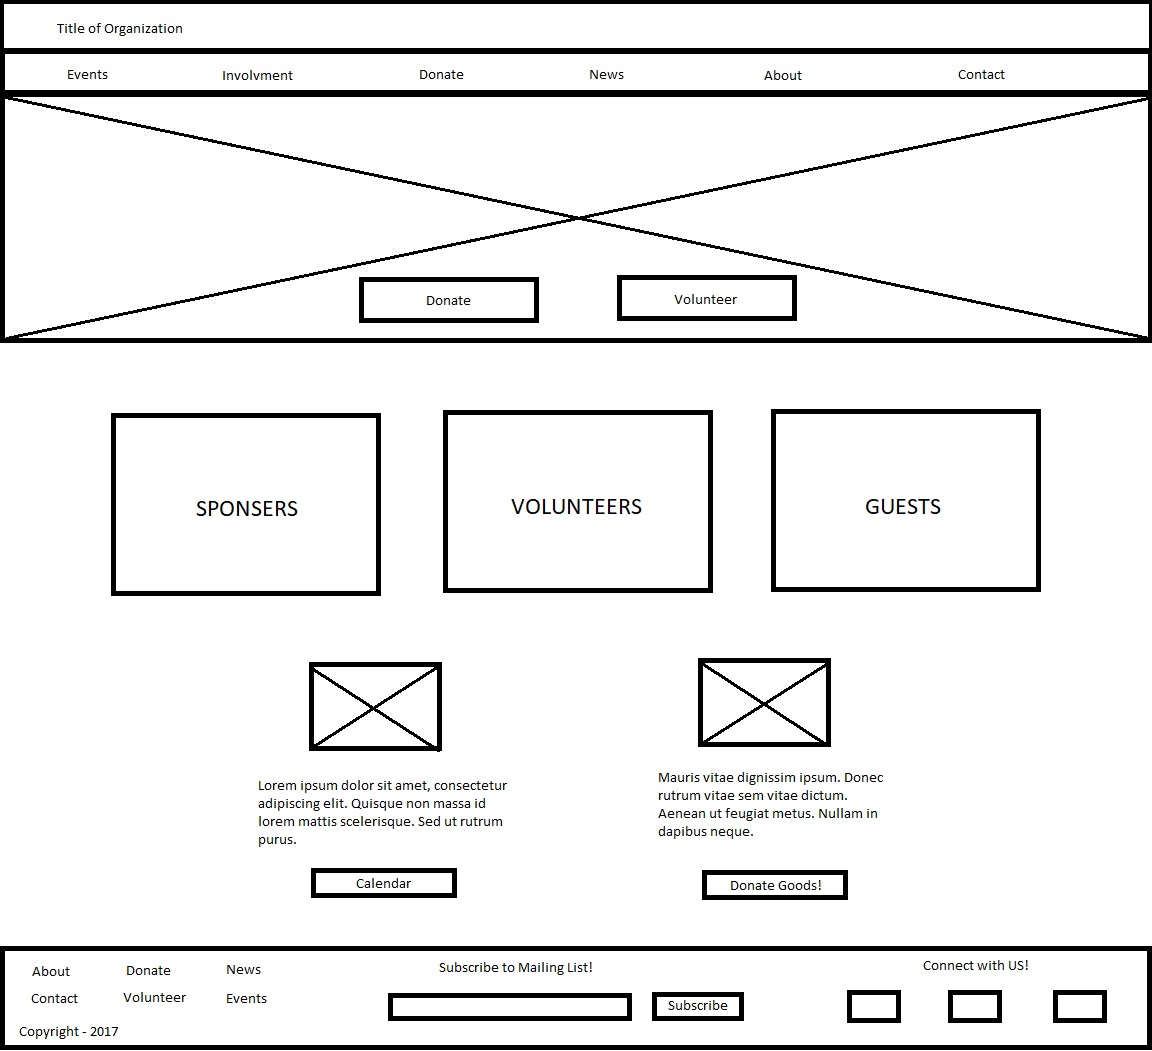 Title of Organization
Events Involvment Donate News About Contact
Donate Volunteer
SPONSERS VOLUNTEERS GUESTS
Lorem ipsum dolor sit amet, consectetur
adipiscing elit. Quisque non massa id
lorem mattis scelerisque. Sed ut rutrum
purus.
Calendar
Mauris vitae dignissim ipsum. Donec
rutrum vitae sem vitae dictum.
Aenean ut feugiat metus. Nullam in
dapibus neque.
Donate Goods!
About Donate News
Contact Volunteer Events
Copyright - 2017
Subscribe to Mailing List!
Subscribe
Connect with US!